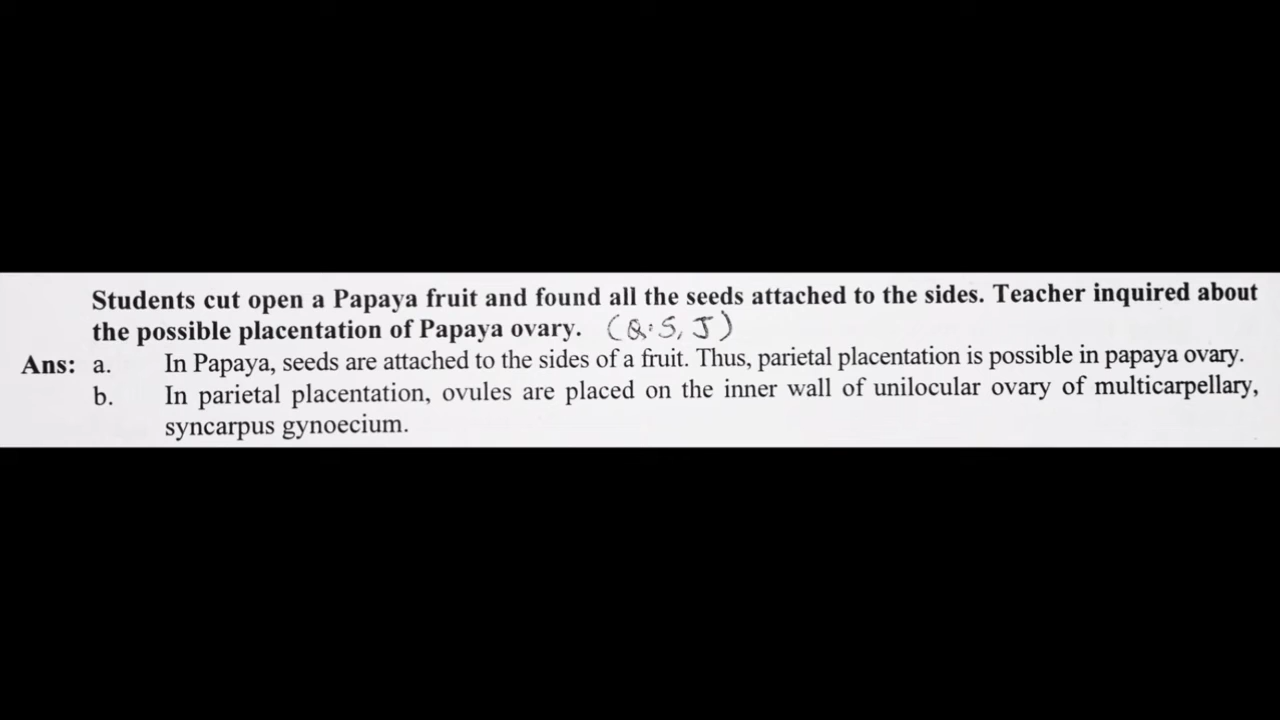 Students cut open a Papaya fruit and found all the seeds attached to the sides. Teacher inquired about
the possible placentation of Papaya ovary. (Q.S, J)
Ans: a. In Papaya, seeds are attached to the sides of a fruit. Thus, parietal placentation is possible in papaya ovary.
b. In parietal placentation, ovules are placed on the inner wall of unilocular ovary of multicarpellary,
syncarpus gynoecium.